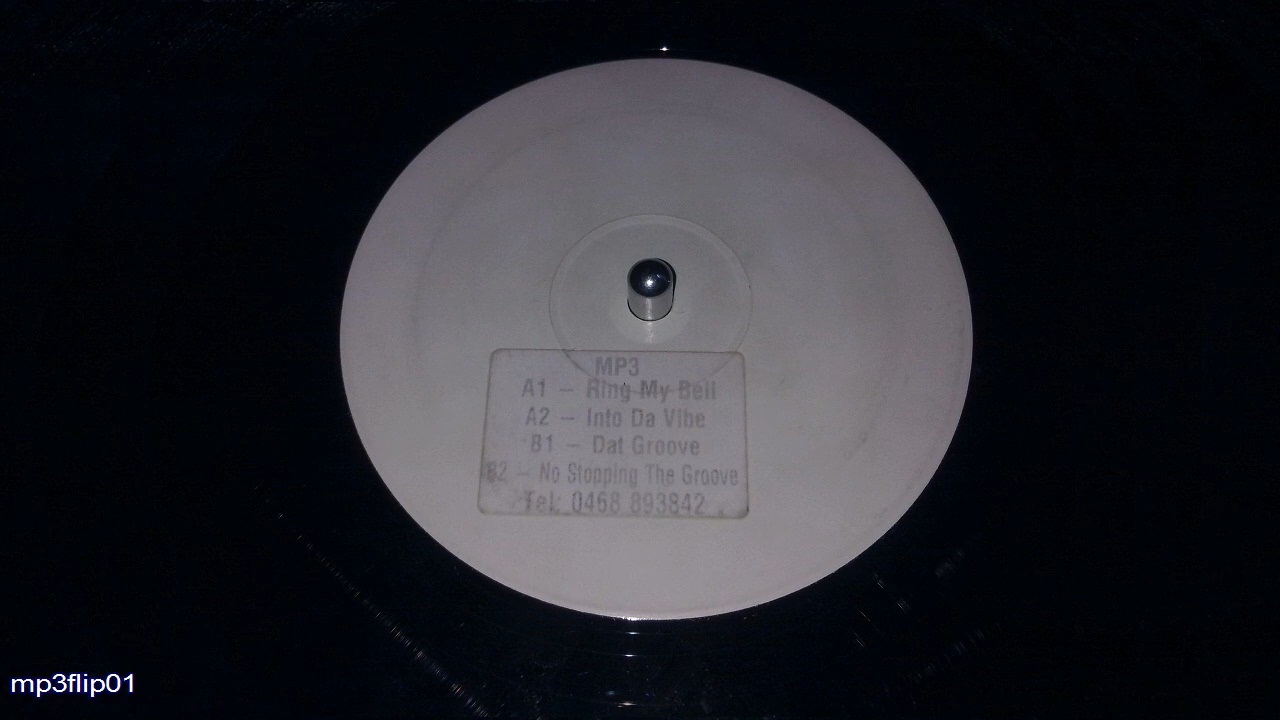 MP3
A1 – Ring My Bell
A2 – Into Da Vibe
B1 – Dat Groove
B2 – No Stopping The Groove
Tel: 0468 893842
mp3flip01